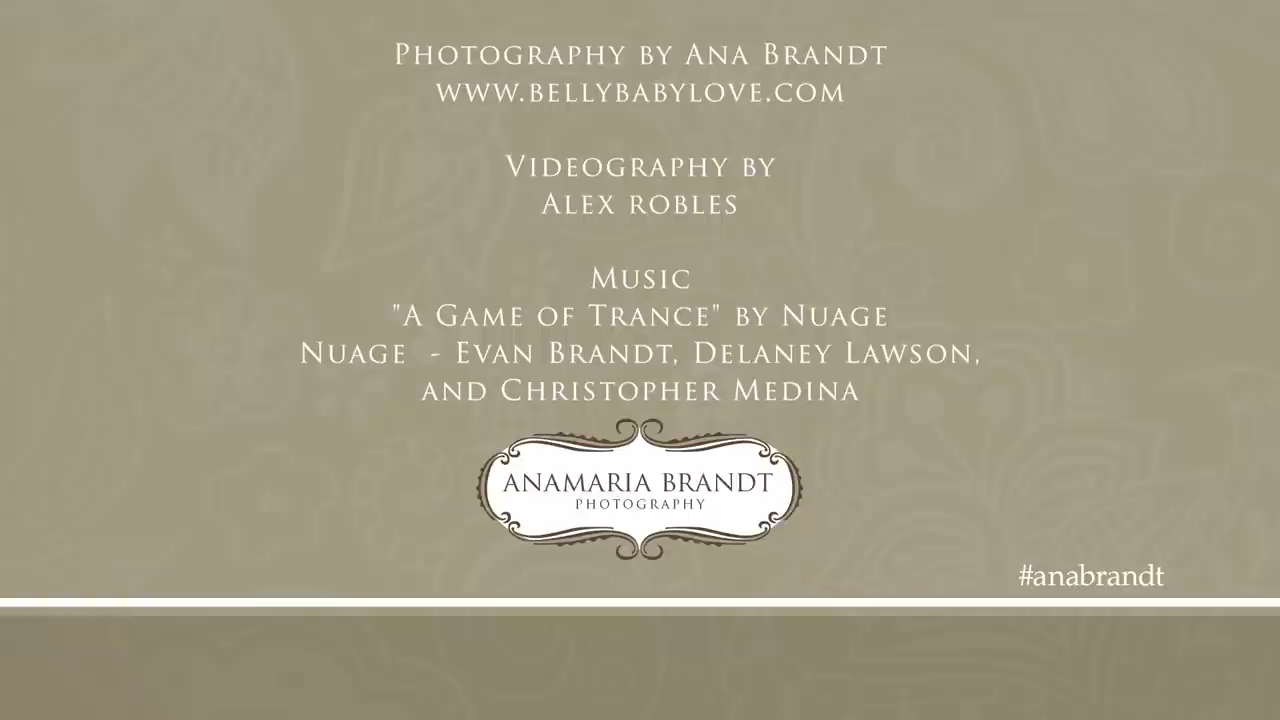 Photography by Ana Brandt
www.bellybabylove.com
Videography by
Alex robles
Music
"A Game of Trance" by Nuage
Nuage - Evan Brandt, Delaney Lawson,
and Christopher Medina
ANAMARIA BRANDT
PHOTOGRAPHY
#anabrandt